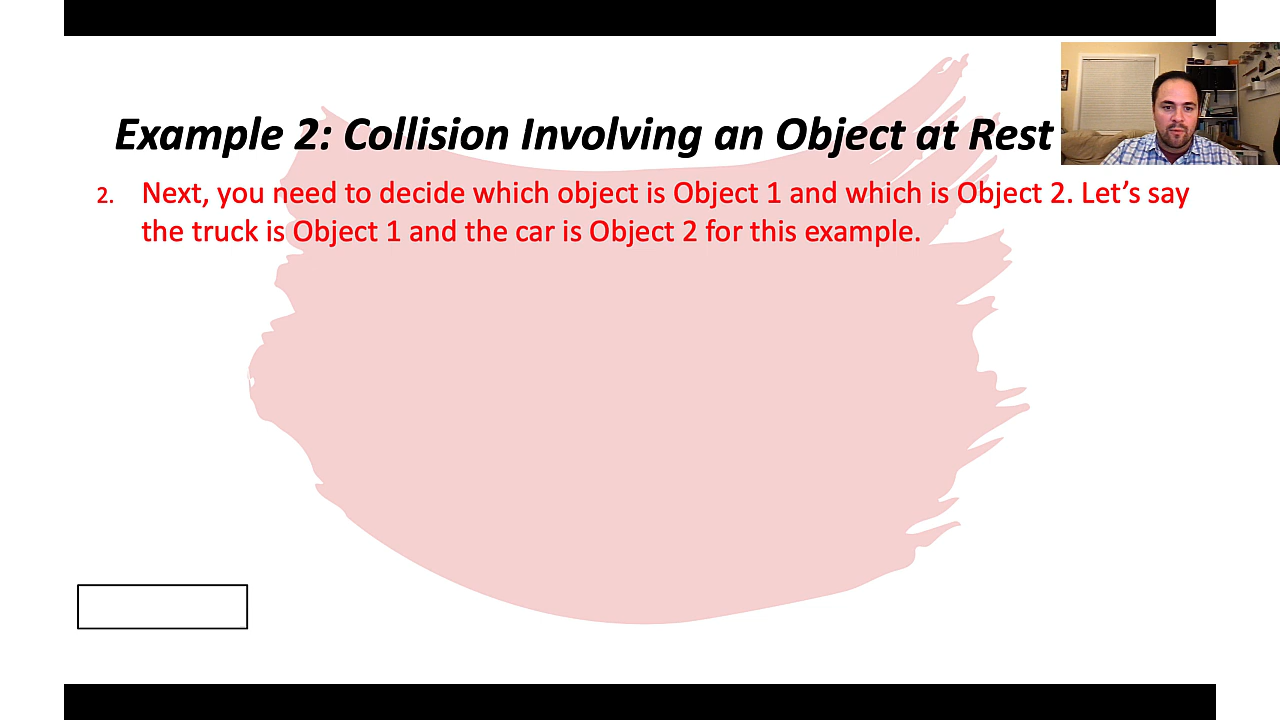 Example 2: Collision Involving an Object at Rest
2. Next, you need to decide which object is Object 1 and which is Object 2. Let’s say
the truck is Object 1 and the car is Object 2 for this example.